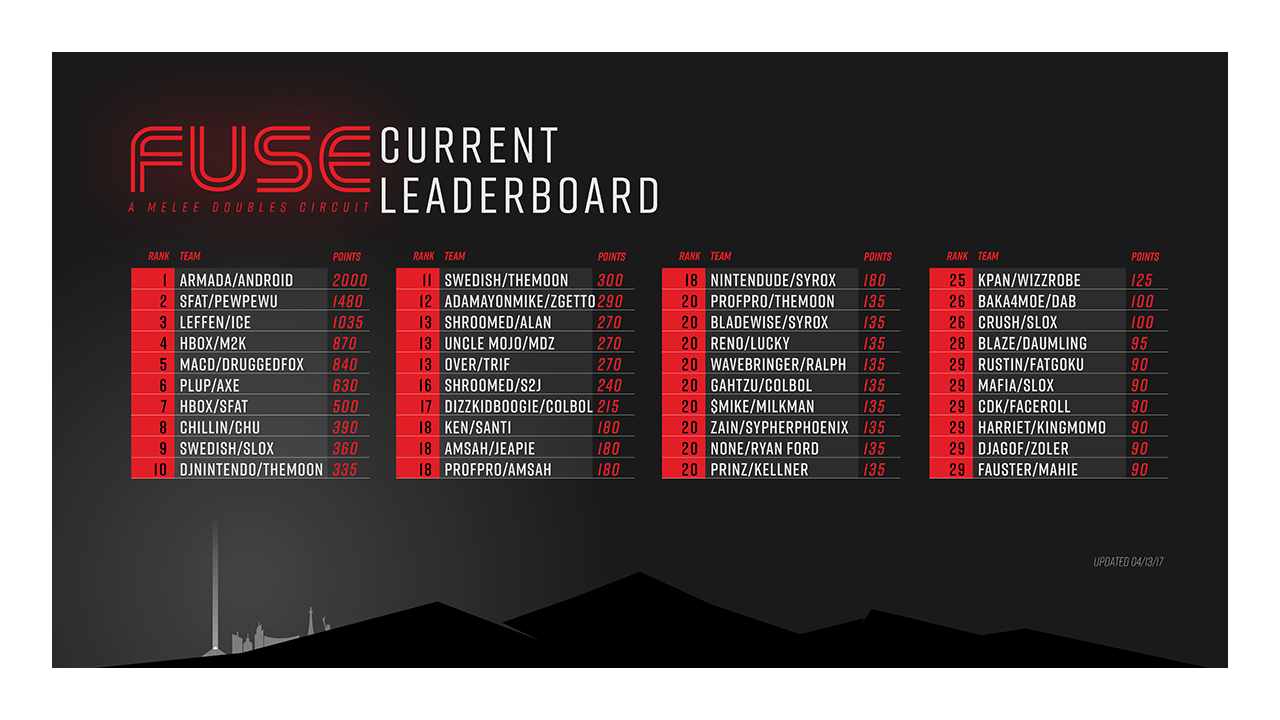 FUSE
A MELEE DOUBLES CIRCUIT
CURRENT
LEADERBOARD
RANK TEAM POINTS
1 ARMADA/ANDROID 2000
2 SFAT/PEWPEWU 1480
3 LEFFEN/ICE 1035
4 HBOX/M2K 870
5 MACD/DRUGGEDFOX 840
6 PLUP/AXE 630
7 HBOX/SFAT 500
8 CHILLIN/CHU 390
9 SWEDISH/SLOX 360
10 DJNINTENDO/THEMOON 335
RANK TEAM POINTS
11 SWEDISH/THEMOON 300
12 ADAMAYONMIKE/ZGETTO 290
13 SHROOMED/ALAN 270
13 UNCLE MOJO/MDZ 270
13 OVER/TRIF 270
16 SHROOMED/S2J 240
17 DIZZKIDBOOGIE/COLBOL 215
18 KEN/SANTI 180
18 AMSAH/JEAPIE 180
18 PROFPRO/AMSAH 180
RANK TEAM POINTS
18 NINTENDUDE/SYROX 180
20 PROFPRO/THEMOON 135
20 BLADEWISE/SYROX 135
20 RENO/LUCKY 135
20 WAVEBRINGER/RALPH 135
20 GAHTZU/COLBOL 135
20 $MIKE/MILKMAN 135
20 ZAIN/SYPHERPHOENIX 135
20 NONE/RYAN FORD 135
20 PRINZ/KELLNER 135
RANK TEAM POINTS
25 KPAN/WIZZROBE 125
26 BAKA4MOE/DAB 100
26 CRUSH/SLOX 100
28 BLAZE/DAUMLING 95
29 RUSTIN/FATGOKU 90
29 MAFIA/SLOX 90
29 CDK/FACEROLL 90
29 HARRIET/KINGMOMO 90
29 DJAGOF/ZOLER 90
29 FAUSTER/MAHIE 90
UPDATED 04/13/17